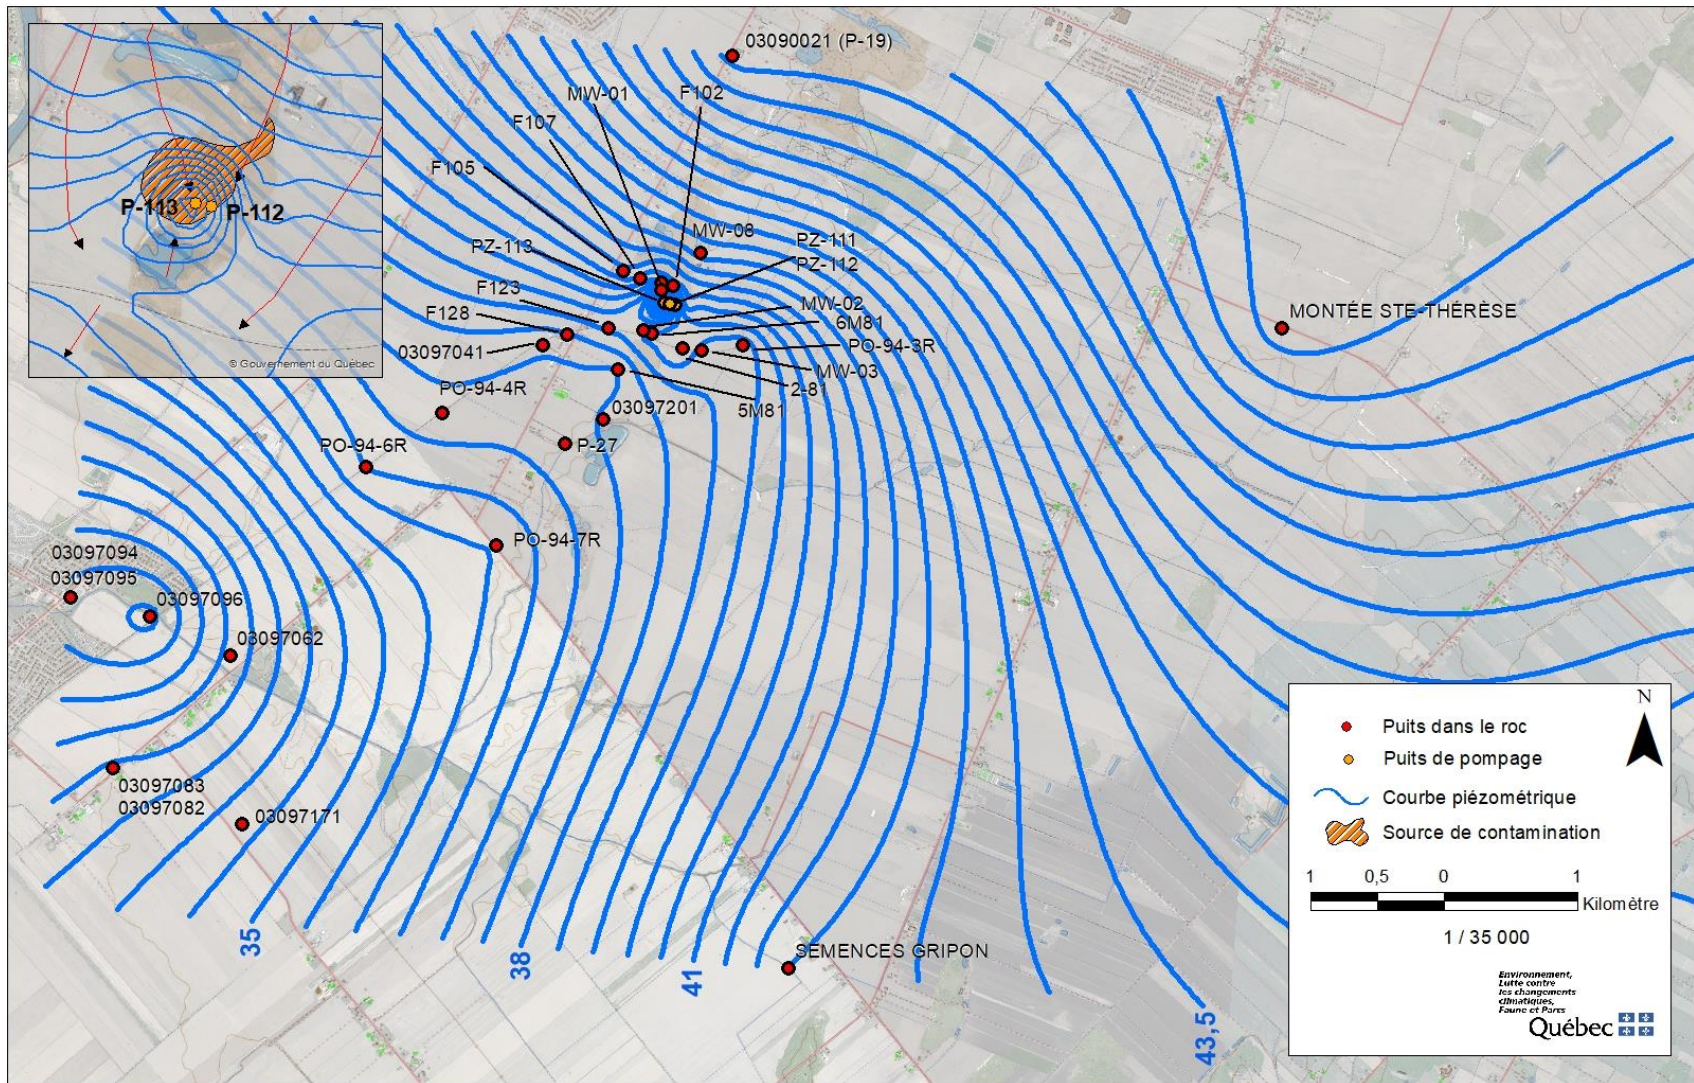 03090021 (P-19)
MW-01
F102
F107
F105
P-113
P-112
© Gouvernement du Québec
MW-08
PZ-111
PZ-113
PZ-112
F123
MW-02
F128
6M81
MONTÉE STE-THÉRÈSE
03097041
PO-94-3R
MW-03
PO-94-4R
2-81
5M81
03097201
PO-94-6R
P-27
PO-94-7R
03097094
03097095
03097096
03097062
03097083
03097082
03097171
35
38
41
43,5
SEMENCES GRIPON
N
Puits dans le roc
Puits de pompage
Courbe piézométrique
Source de contamination
1 0,5 0 1
Kilomètre
1 / 35 000
Environnement,
Lutte contre
les changements
climatiques,
Faune et Parcs
Québec